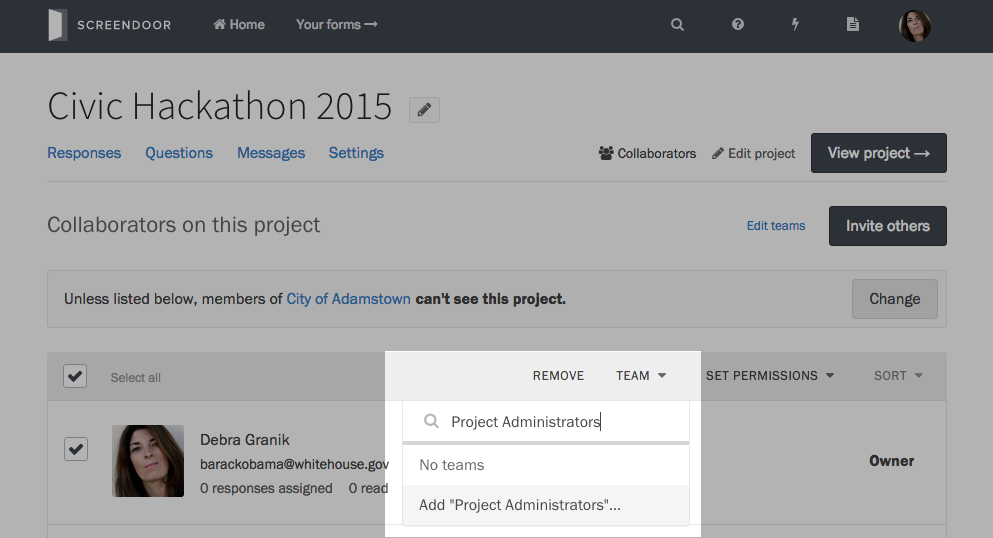 SCREENDOOR Home Your forms →
Civic Hackathon 2015
Responses Questions Messages Settings Collaborators Edit project View project →
Collaborators on this project Edit teams Invite others
Unless listed below, members of City of Adamstown can't see this project. Change
Select all REMOVE TEAM SET PERMISSIONS SORT
Project Administrators
Debra Granik
barackobama@whitehouse.gov No teams Owner
0 responses assigned 0 read
Add "Project Administrators"...